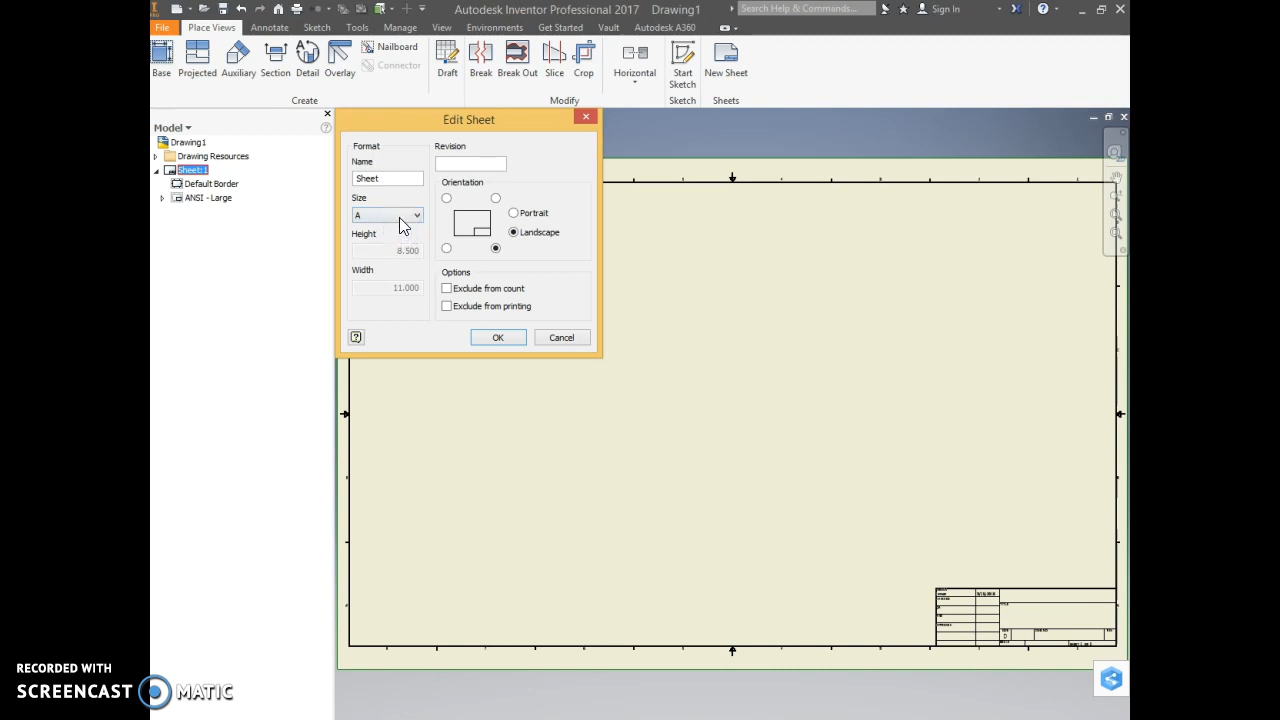 Autodesk Inventor Professional 2017 Drawing1
Search Help & Commands...
Sign In
File Place Views Annotate Sketch Tools Manage View Environments Get Started Vault Autodesk A360
Base Projected Auxiliary Section Detail Overlay
Nailboard
Connector
Draft Break Break Out Slice Crop
Horizontal
Start
Sketch
New Sheet
Create Modify Sketch Sheets
Model
Drawing1
Drawing Resources
Sheet:1
Default Border
ANSI - Large
Edit Sheet
Format
Name
Sheet
Size
A
Height
8.500
Width
11.000
Revision
Orientation
Portrait
Landscape
Options
Exclude from count
Exclude from printing
OK
Cancel
RECORDED WITH
SCREENCAST MATIC